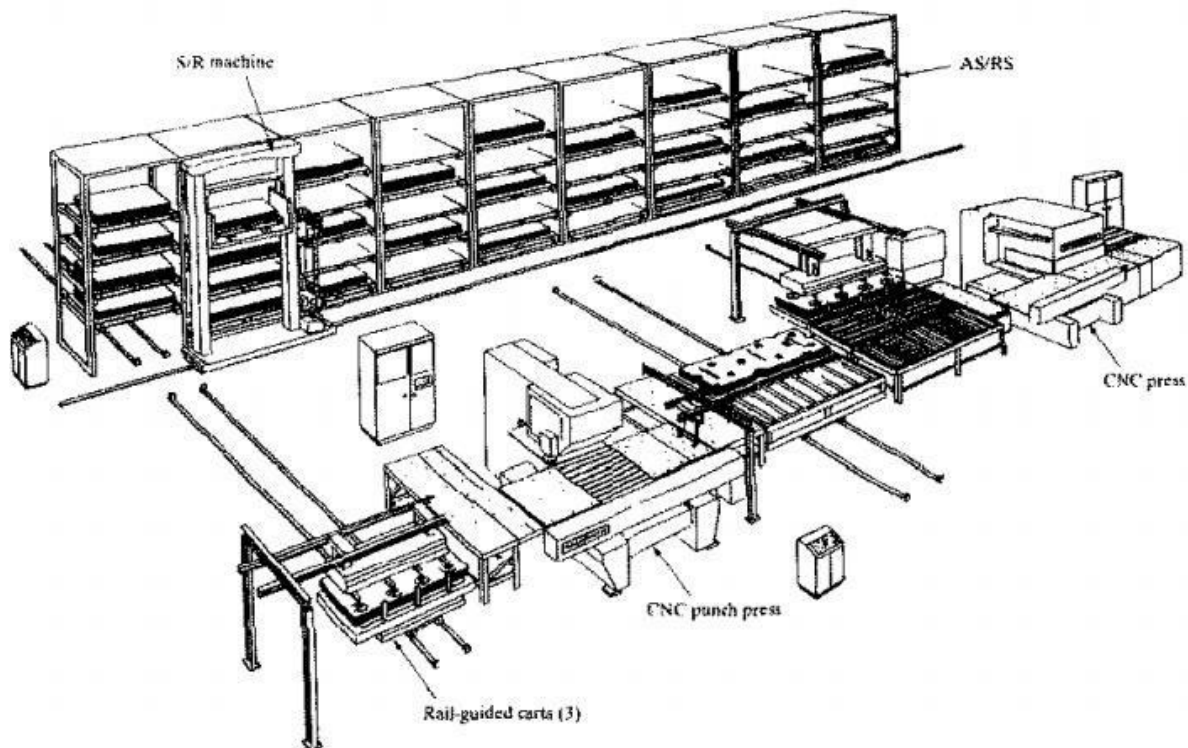 S/R machine
AS/RS
CNC press
CNC punch press
Rail-guided carts (3)